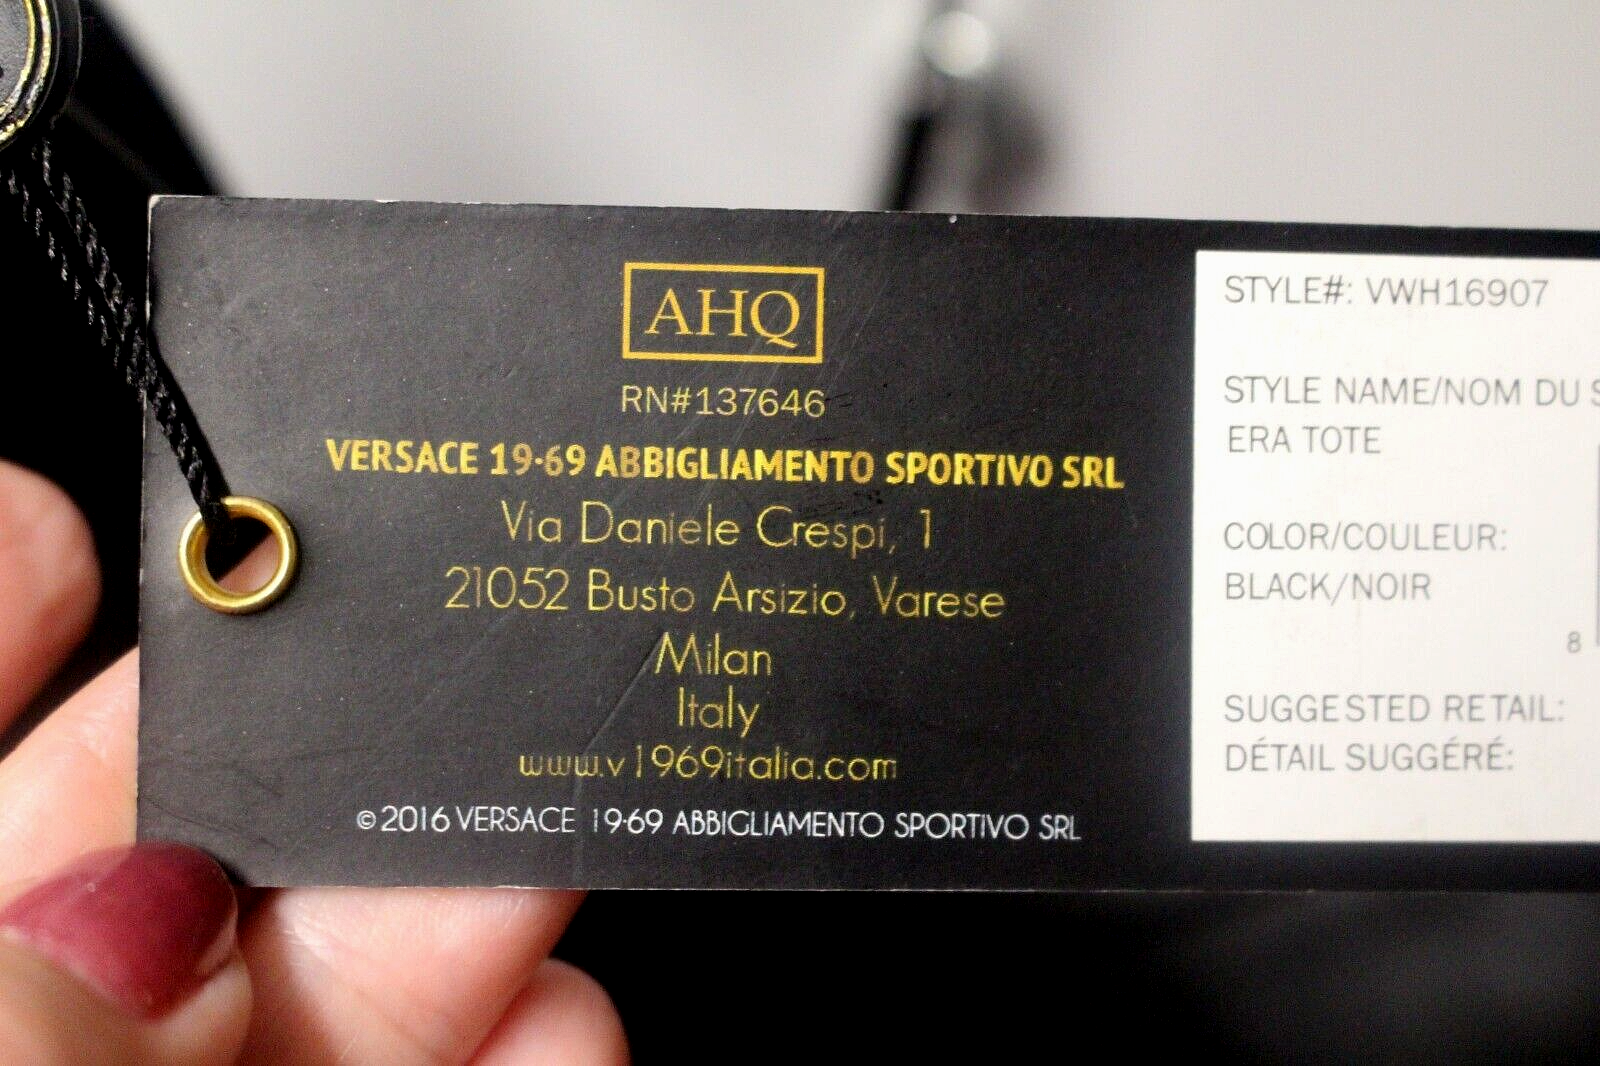 AHQ
RN#137646
VERSACE 19·69 ABBIGLIAMENTO SPORTIVO SRL
Via Daniele Crespi, 1
21052 Busto Arsizio, Varese
Milan
Italy
www.v1969italia.com
©2016 VERSACE 19·69 ABBIGLIAMENTO SPORTIVO SRL
STYLE#: VWH16907
STYLE NAME/NOM DU S
ERA TOTE
COLOR/COULEUR:
BLACK/NOIR
8
SUGGESTED RETAIL:
DÉTAIL SUGGÉRÉ: